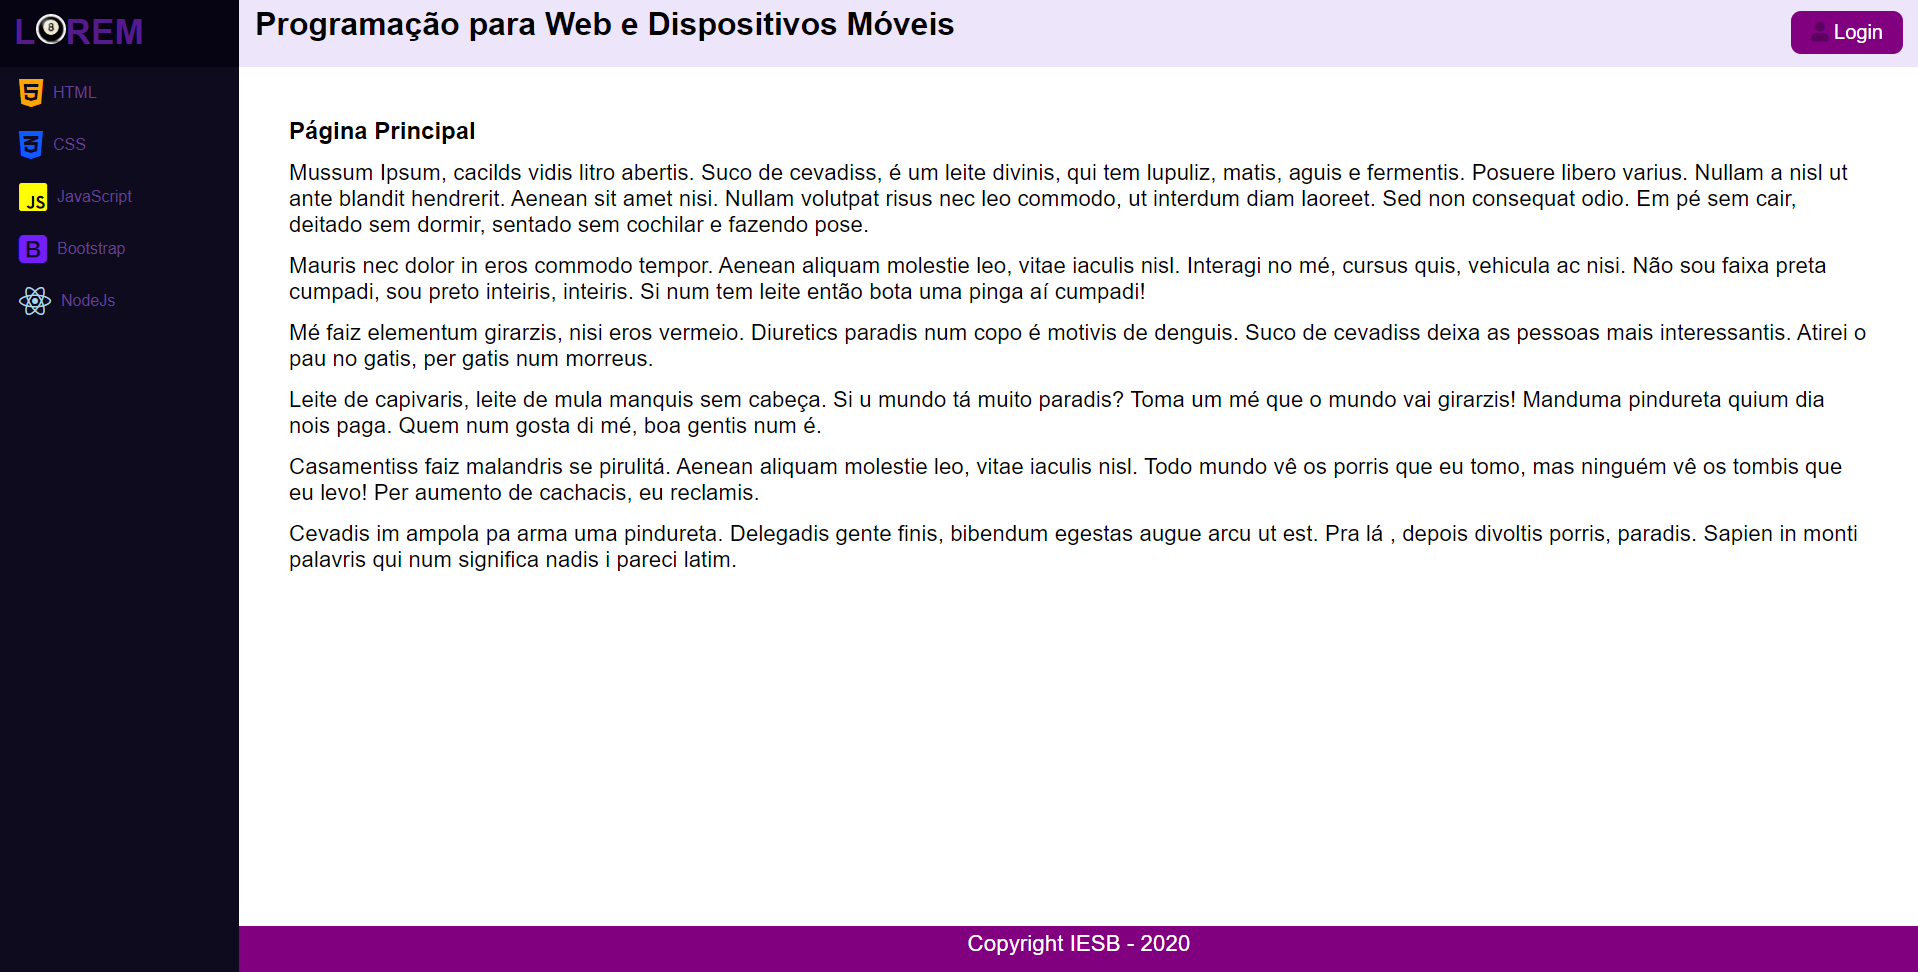 L8REM
Programação para Web e Dispositivos Móveis
Login
HTML
CSS
JS JavaScript
B Bootstrap
NodeJs
Página Principal
Mussum Ipsum, cacilds vidis litro abertis. Suco de cevadiss, é um leite divinis, qui tem lupuliz, matis, aguis e fermentis. Posuere libero varius. Nullam a nisl ut
ante blandit hendrerit. Aenean sit amet nisi. Nullam volutpat risus nec leo commodo, ut interdum diam laoreet. Sed non consequat odio. Em pé sem cair,
deitado sem dormir, sentado sem cochilar e fazendo pose.
Mauris nec dolor in eros commodo tempor. Aenean aliquam molestie leo, vitae iaculis nisl. Interagi no mé, cursus quis, vehicula ac nisi. Não sou faixa preta
cumpadi, sou preto inteiris, inteiris. Si num tem leite então bota uma pinga aí cumpadi!
Mé faiz elementum girarzis, nisi eros vermeio. Diuretics paradis num copo é motivis de denguis. Suco de cevadiss deixa as pessoas mais interessantis. Atirei o
pau no gatis, per gatis num morreus.
Leite de capivaris, leite de mula manquis sem cabeça. Si u mundo tá muito paradis? Toma um mé que o mundo vai girarzis! Manduma pindureta quium dia
nois paga. Quem num gosta di mé, boa gentis num é.
Casamentiss faiz malandris se pirulitá. Aenean aliquam molestie leo, vitae iaculis nisl. Todo mundo vê os porris que eu tomo, mas ninguém vê os tombis que
eu levo! Per aumento de cachacis, eu reclamis.
Cevadis im ampola pa arma uma pindureta. Delegadis gente finis, bibendum egestas augue arcu ut est. Pra lá , depois divoltis porris, paradis. Sapien in monti
palavris qui num significa nadis i pareci latim.
Copyright IESB - 2020